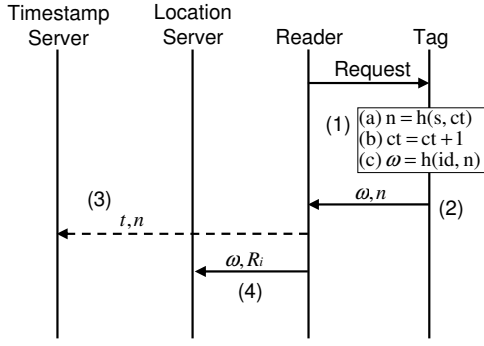 Timestamp Server
Location Server
Reader
Tag
Request
(1)
(a) n = h(s, ct)
(b) ct = ct + 1
(c) ω = h(id, n)
ω, n
(2)
(3)
t, n
ω, Ri
(4)